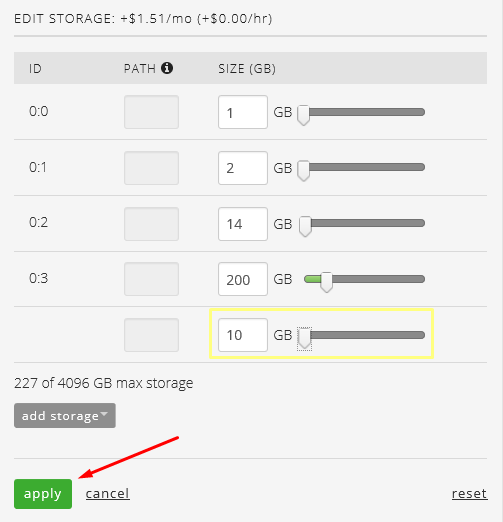 EDIT STORAGE: +$1.51/mo (+$0.00/hr)
ID PATH SIZE (GB)
0:0 1 GB
0:1 2 GB
0:2 14 GB
0:3 200 GB
10 GB
227 of 4096 GB max storage
add storage
apply cancel reset